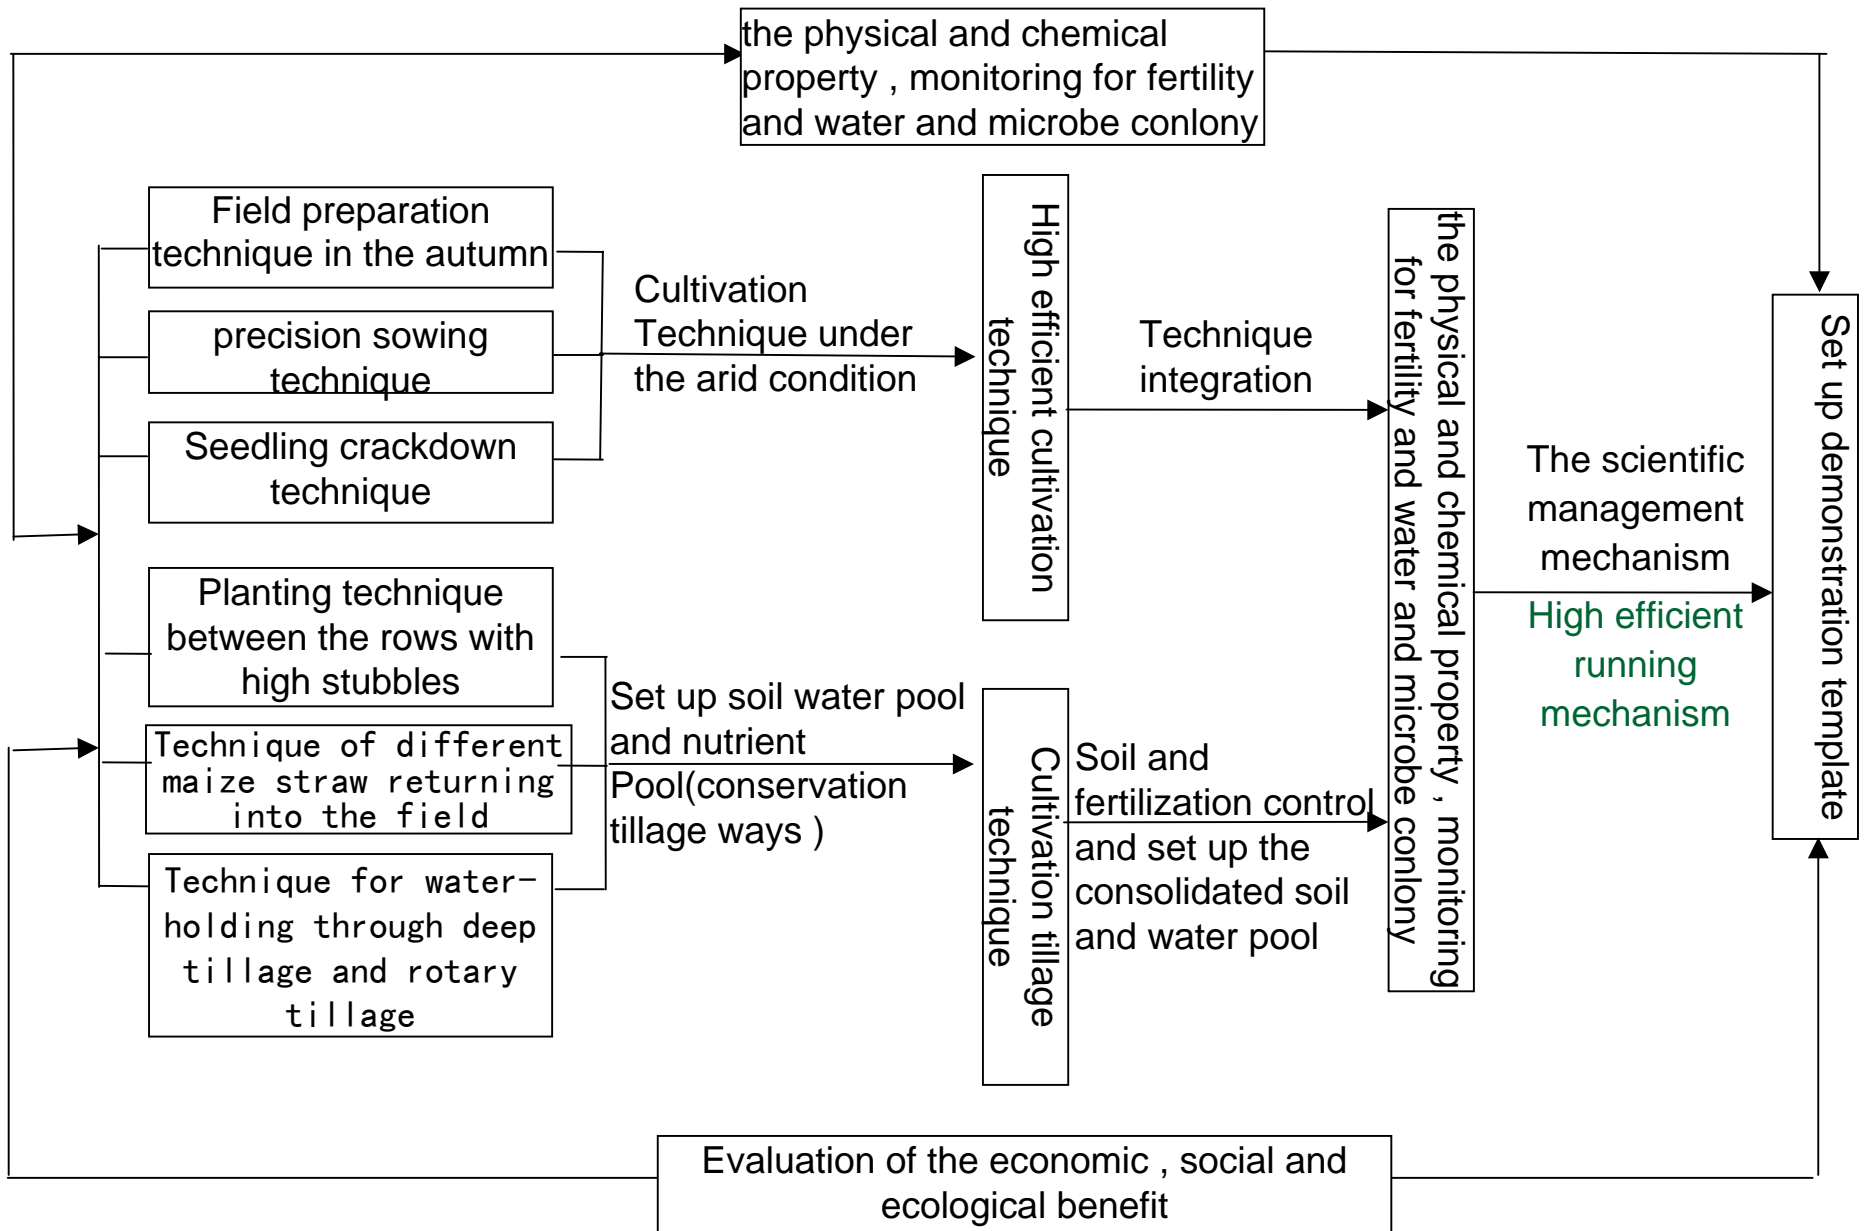 the physical and chemical
property , monitoring for fertility
and water and microbe conlony
Field preparation
technique in the autumn
precision sowing
technique
Seedling crackdown
technique
Cultivation
Technique under
the arid condition
High efficient cultivation
technique
Technique
integration
the physical and chemical property , monitoring
for fertility and water and microbe conlony
The scientific
management
mechanism
High efficient
running
mechanism
Set up demonstration template
Planting technique
between the rows with
high stubbles
Technique of different
maize straw returning
into the field
Technique for water-
holding through deep
tillage and rotary
tillage
Set up soil water pool
and nutrient
Pool(conservation
tillage ways )
Cultivation tillage
technique
Soil and
fertilization control
and set up the
consolidated soil
and water pool
Evaluation of the economic , social and
ecological benefit